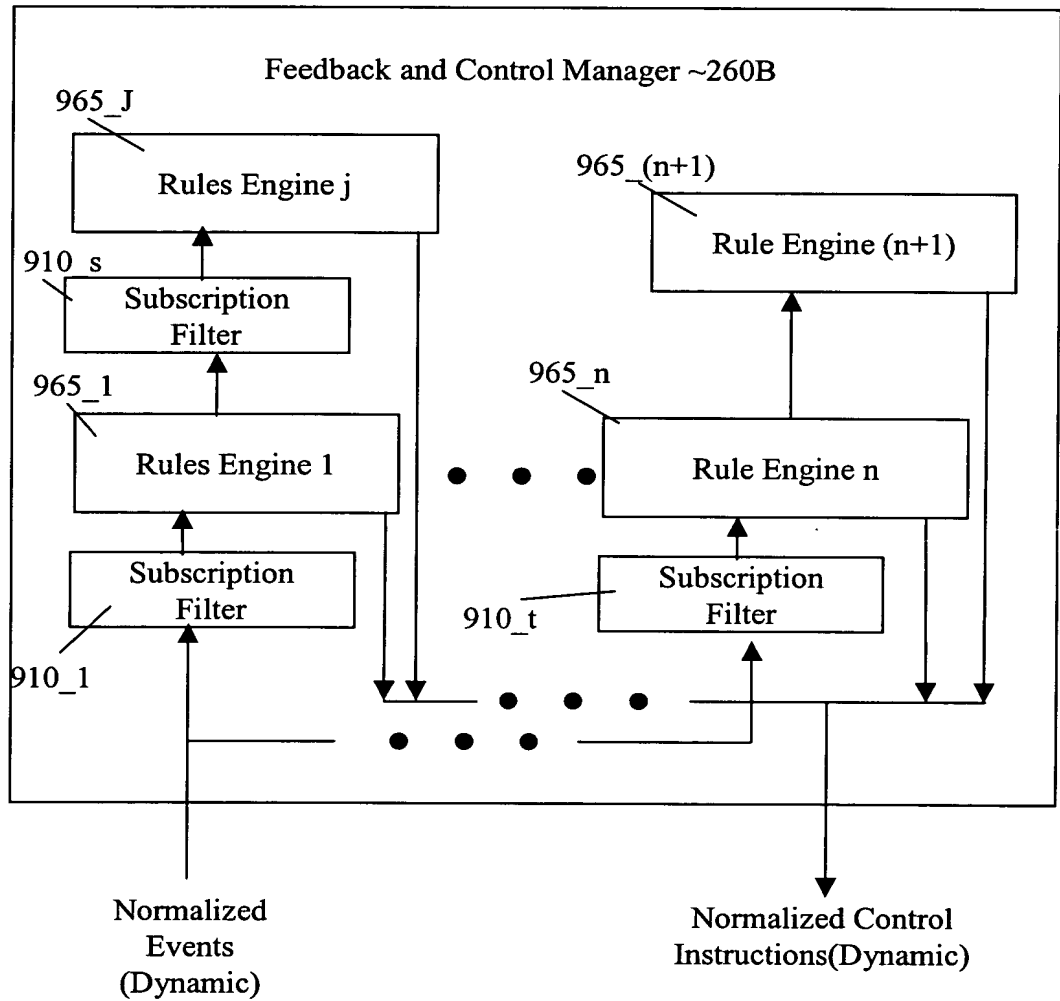 Feedback and Control Manager ~260B
965_J
Rules Engine j
965_(n+1)
Rule Engine (n+1)
910_s
Subscription
Filter
965_1
Rules Engine 1
965_n
Rule Engine n
Subscription
Filter
910_1
Subscription
Filter
910_t
Normalized
Events
(Dynamic)
Normalized Control
Instructions(Dynamic)